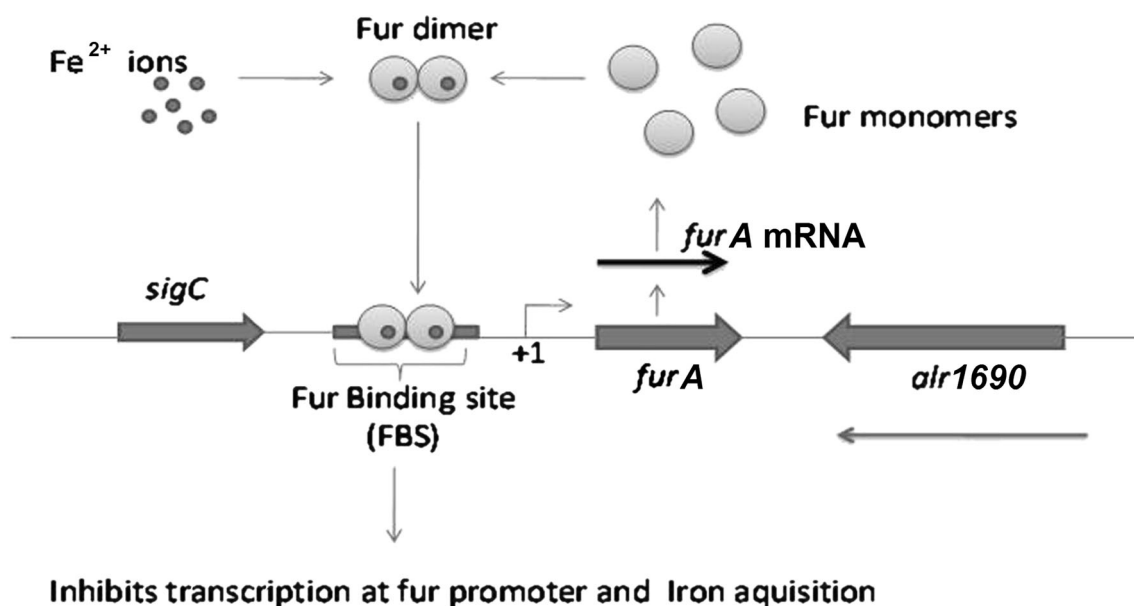 Fur dimer
Fe2+ ions
Fur monomers
furA mRNA
sigC
+1
furA
alr1690
Fur Binding site
(FBS)
Inhibits transcription at fur promoter and Iron aquisition